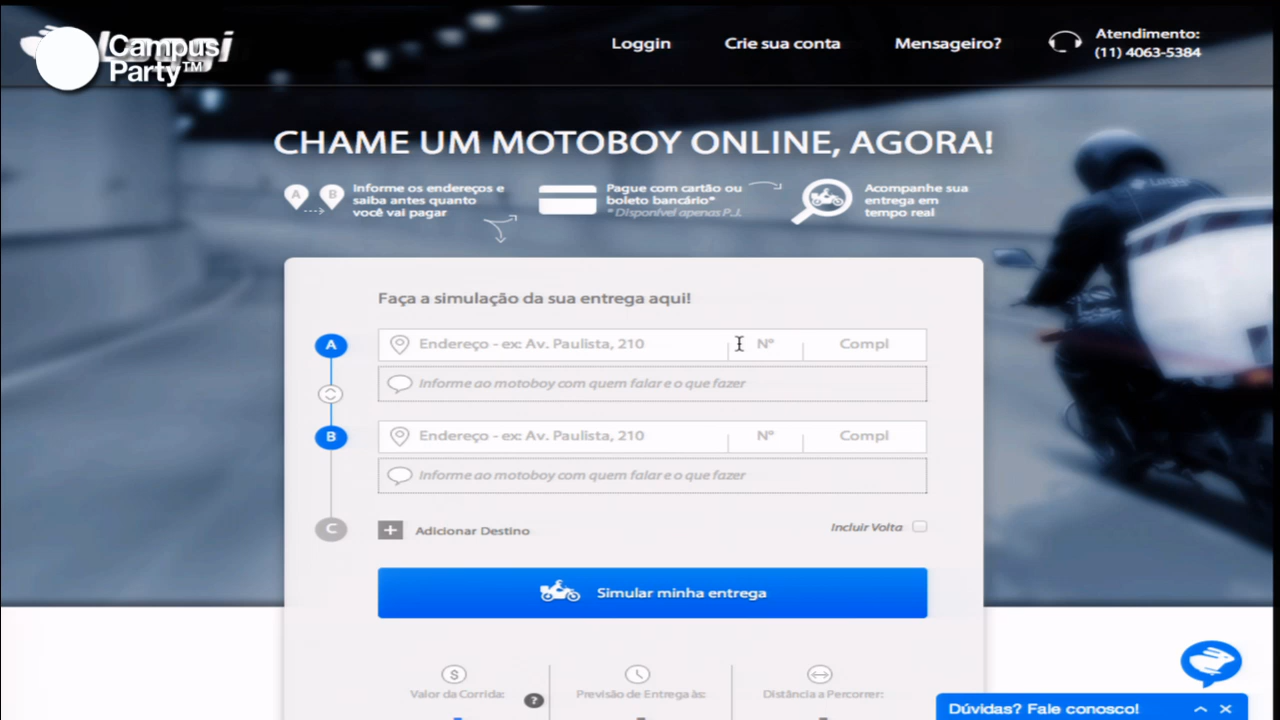 Loggi
Campus
Party™
Loggin
Crie sua conta
Mensageiro?
Atendimento:
(11) 4063-5384
CHAME UM MOTOBOY ONLINE, AGORA!
A
B
Informe os endereços e
saiba antes quanto
você vai pagar
Pague com cartão ou
boleto bancário*
* Disponível apenas P.J.
Acompanhe sua
entrega em
tempo real
Faça a simulação da sua entrega aqui!
A
Endereço - ex: Av. Paulista, 210
Nº
Compl
Informe ao motoboy com quem falar e o que fazer
B
Endereço - ex: Av. Paulista, 210
Nº
Compl
Informe ao motoboy com quem falar e o que fazer
C
+ Adicionar Destino
Incluir Volta
Simular minha entrega
$
Valor da Corrida:
?
Previsão de Entrega às:
Distância a Percorrer:
Dúvidas? Fale conosco!